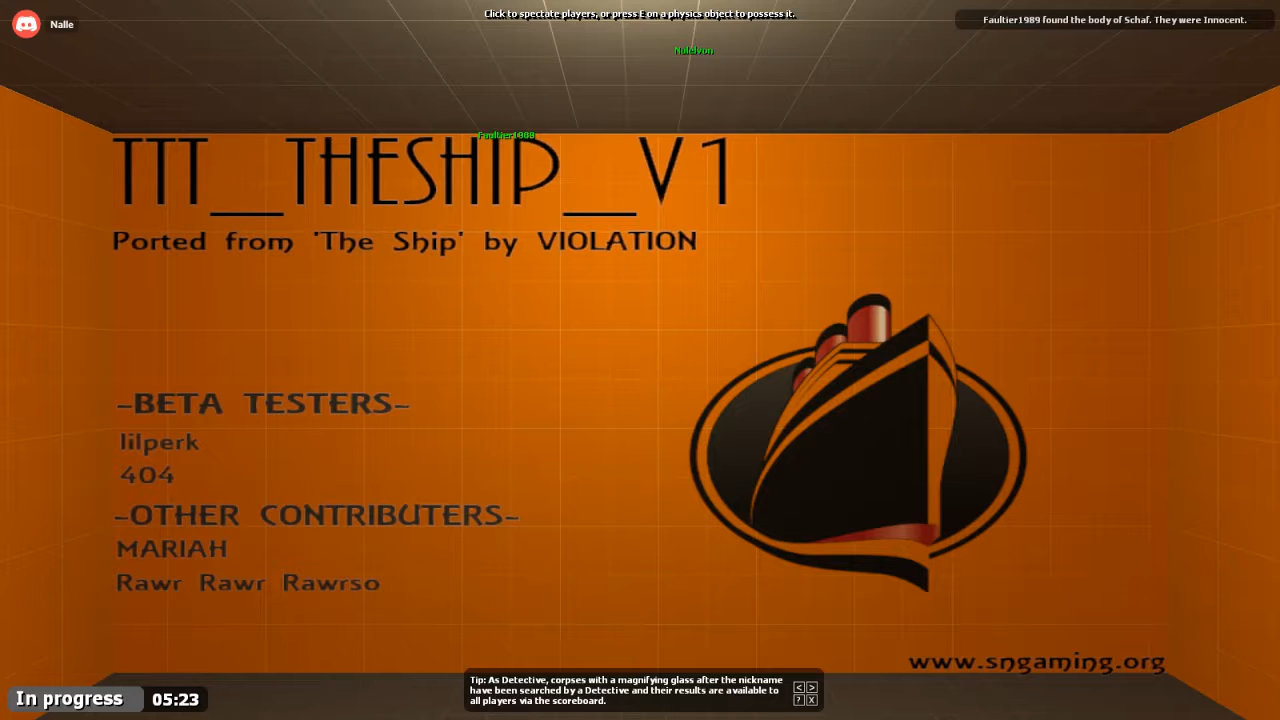 Nalle
Click to spectate players, or press E on a physics object to possess it.
Faultier1989 found the body of Schaf. They were Innocent.
Nalelvon
Faultier1989
TTT_THESHIP_V1
Ported from 'The Ship' by VIOLATION
-BETA TESTERS-
lilperk
404
-OTHER CONTRIBUTERS-
MARIAH
Rawr Rawr Rawrso
www.sngaming.org
In progress 05:23
Tip: As Detective, corpses with a magnifying glass after the nickname
have been searched by a Detective and their results are available to
all players via the scoreboard.
< >
? X